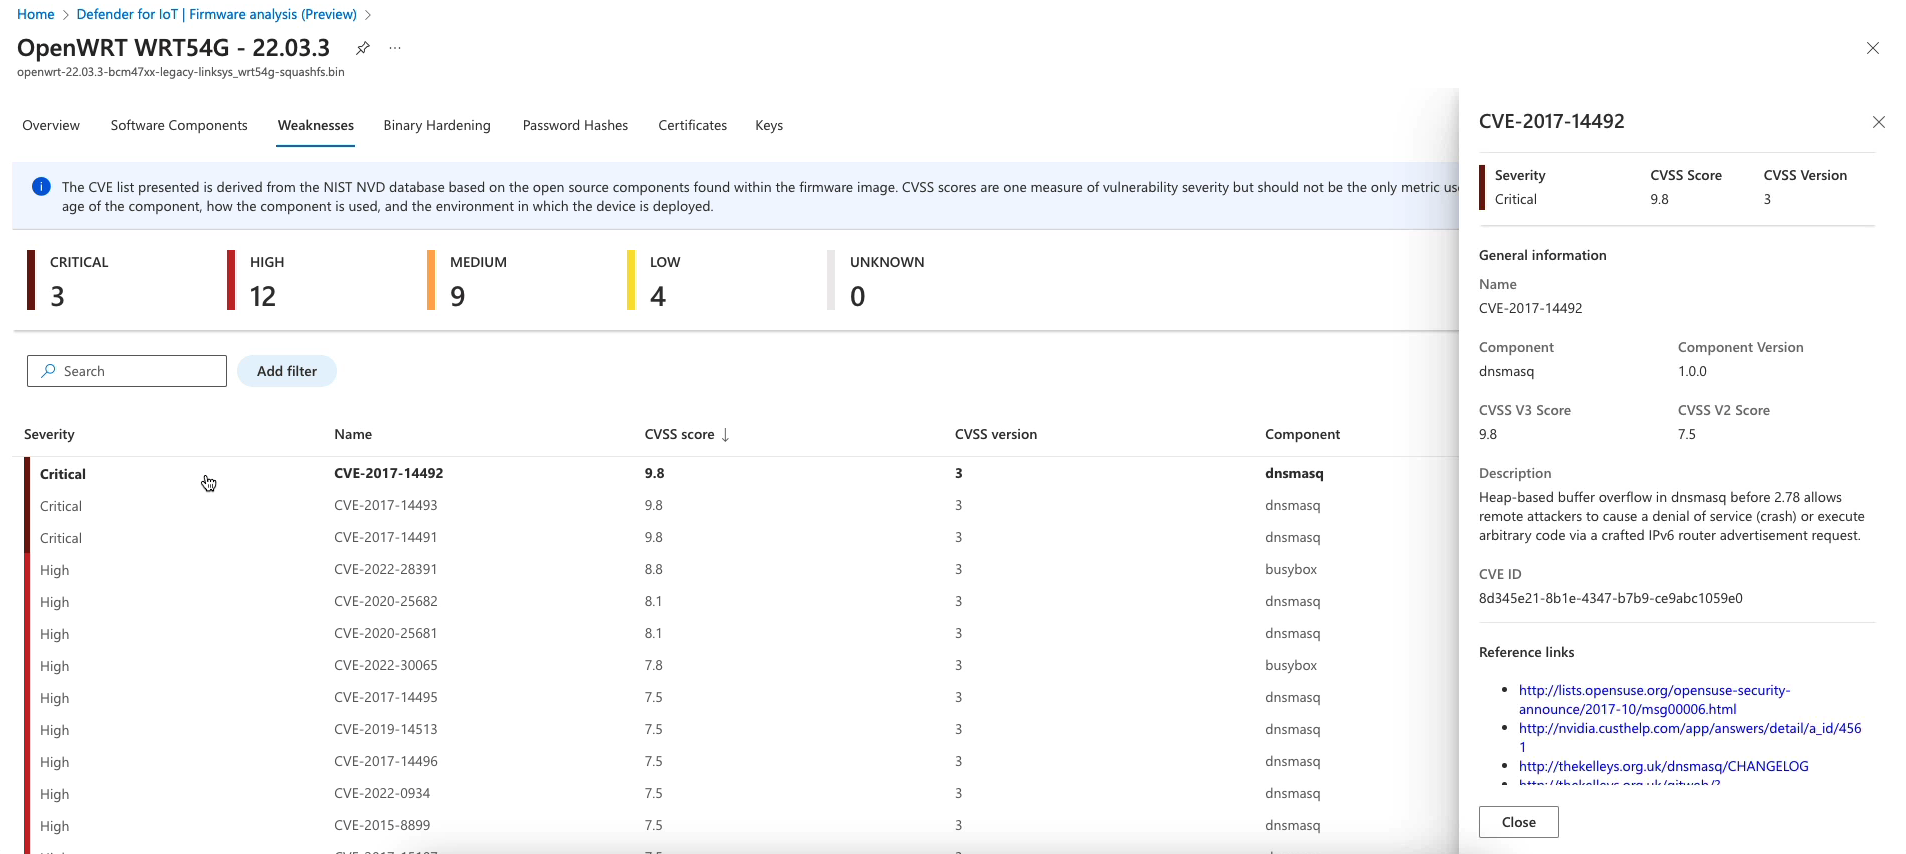 Home > Defender for IoT | Firmware analysis (Preview) >
OpenWRT WRT54G - 22.03.3 ...
openwrt-22.03.3-bcm47xx-legacy-linksys_wrt54g-squashfs.bin
Overview Software Components Weaknesses Binary Hardening Password Hashes Certificates Keys
The CVE list presented is derived from the NIST NVD database based on the open source components found within the firmware image. CVSS scores are one measure of vulnerability severity but should not be the only metric
age of the component, how the component is used, and the environment in which the device is deployed.
CRITICAL HIGH MEDIUM LOW UNKNOWN
3 12 9 4 0
Search Add filter
Severity Name CVSS score ↓ CVSS version Component
Critical CVE-2017-14492 9.8 3 dnsmasq
Critical CVE-2017-14493 9.8 3 dnsmasq
Critical CVE-2017-14491 9.8 3 dnsmasq
High CVE-2022-28391 8.8 3 busybox
High CVE-2020-25682 8.1 3 dnsmasq
High CVE-2020-25681 8.1 3 dnsmasq
High CVE-2022-30065 7.8 3 busybox
High CVE-2017-14495 7.5 3 dnsmasq
High CVE-2019-14513 7.5 3 dnsmasq
High CVE-2017-14496 7.5 3 dnsmasq
High CVE-2022-0934 7.5 3 dnsmasq
High CVE-2015-8899 7.5 3 dnsmasq
CVE-2017-14492
Severity CVSS Score CVSS Version
Critical 9.8 3
General information
Name
CVE-2017-14492
Component Component Version
dnsmasq 1.0.0
CVSS V3 Score CVSS V2 Score
9.8 7.5
Description
Heap-based buffer overflow in dnsmasq before 2.78 allows
remote attackers to cause a denial of service (crash) or execute
arbitrary code via a crafted IPv6 router advertisement request.
CVE ID
8d345e21-8b1e-4347-b7b9-ce9abc1059e0
Reference links
http://lists.opensuse.org/opensuse-security-
announce/2017-10/msg00006.html
http://nvidia.custhelp.com/app/answers/detail/a_id/456
1
http://thekelleys.org.uk/dnsmasq/CHANGELOG
http://thekelleys.org.uk/gitweb/?
Close